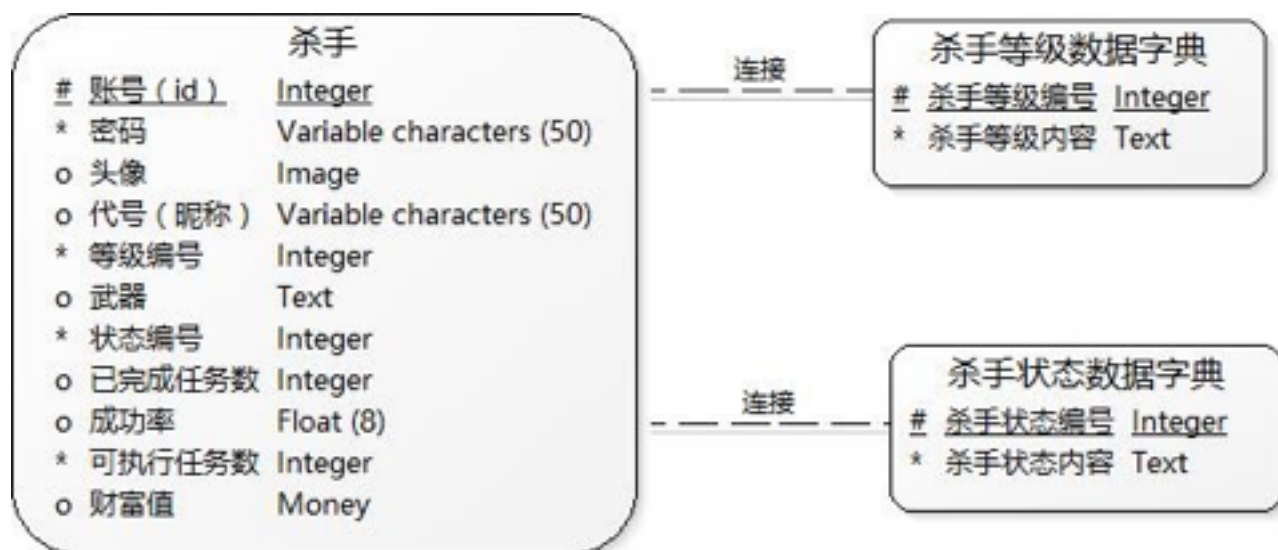 杀手
# 账号（id） Integer
* 密码 Variable characters (50)
o 头像 Image
o 代号（昵称） Variable characters (50)
* 等级编号 Integer
o 武器 Text
* 状态编号 Integer
o 已完成任务数 Integer
o 成功率 Float (8)
* 可执行任务数 Integer
o 财富值 Money
连接
杀手等级数据字典
# 杀手等级编号 Integer
* 杀手等级内容 Text
连接
杀手状态数据字典
# 杀手状态编号 Integer
* 杀手状态内容 Text